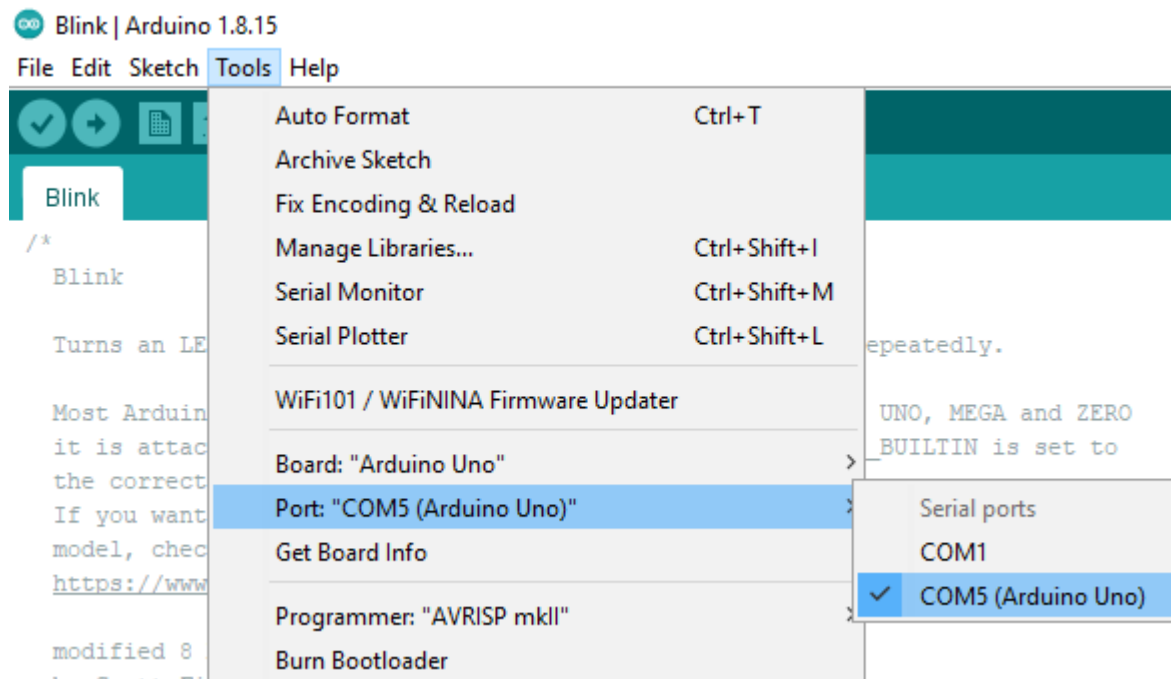 Blink | Arduino 1.8.15
File Edit Sketch Tools Help
Auto Format Ctrl+T
Archive Sketch
Fix Encoding & Reload
Manage Libraries... Ctrl+Shift+I
Serial Monitor Ctrl+Shift+M
Serial Plotter Ctrl+Shift+L
WiFi101 / WiFiNINA Firmware Updater
Board: "Arduino Uno"
Port: "COM5 (Arduino Uno)"
Get Board Info
Programmer: "AVRISP mkII"
Burn Bootloader
Serial ports
COM1
COM5 (Arduino Uno)
Blink
/*
Blink
Turns an LE epeatedly.
Most Arduin UNO, MEGA and ZERO
it is attac _BUILTIN is set to
the correct
If you want
model, chec
https://www
modified 8